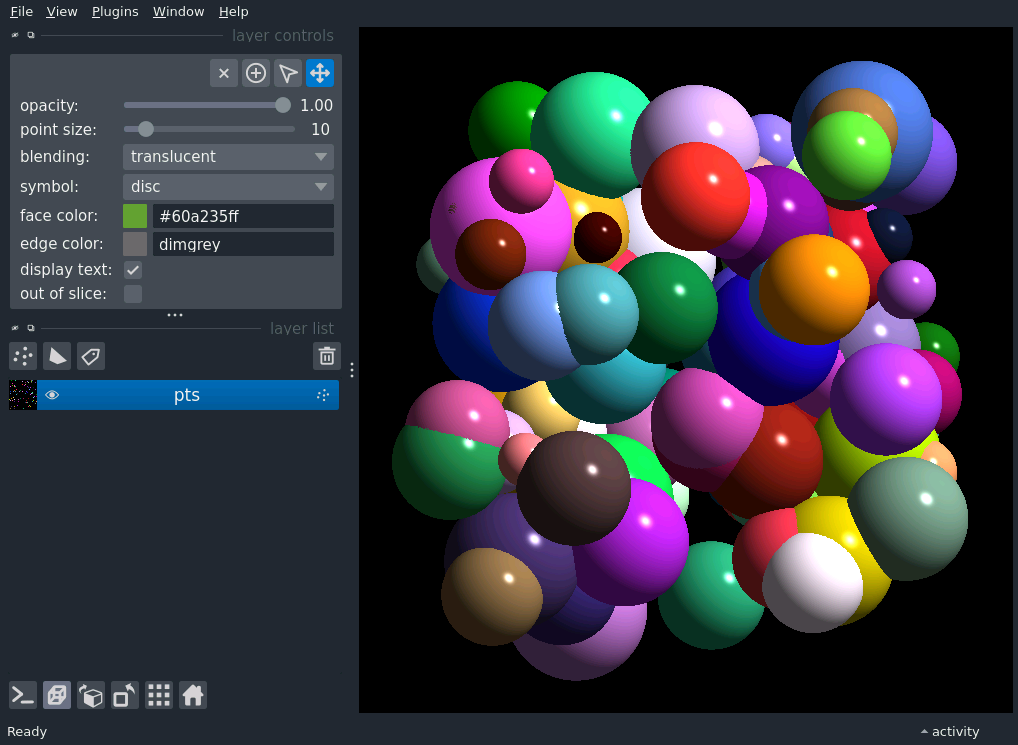 File View Plugins Window Help
layer controls
opacity: 1.00
point size: 10
blending: translucent
symbol: disc
face color: #60a235ff
edge color: dimgrey
display text:
out of slice:
layer list
pts
Ready activity